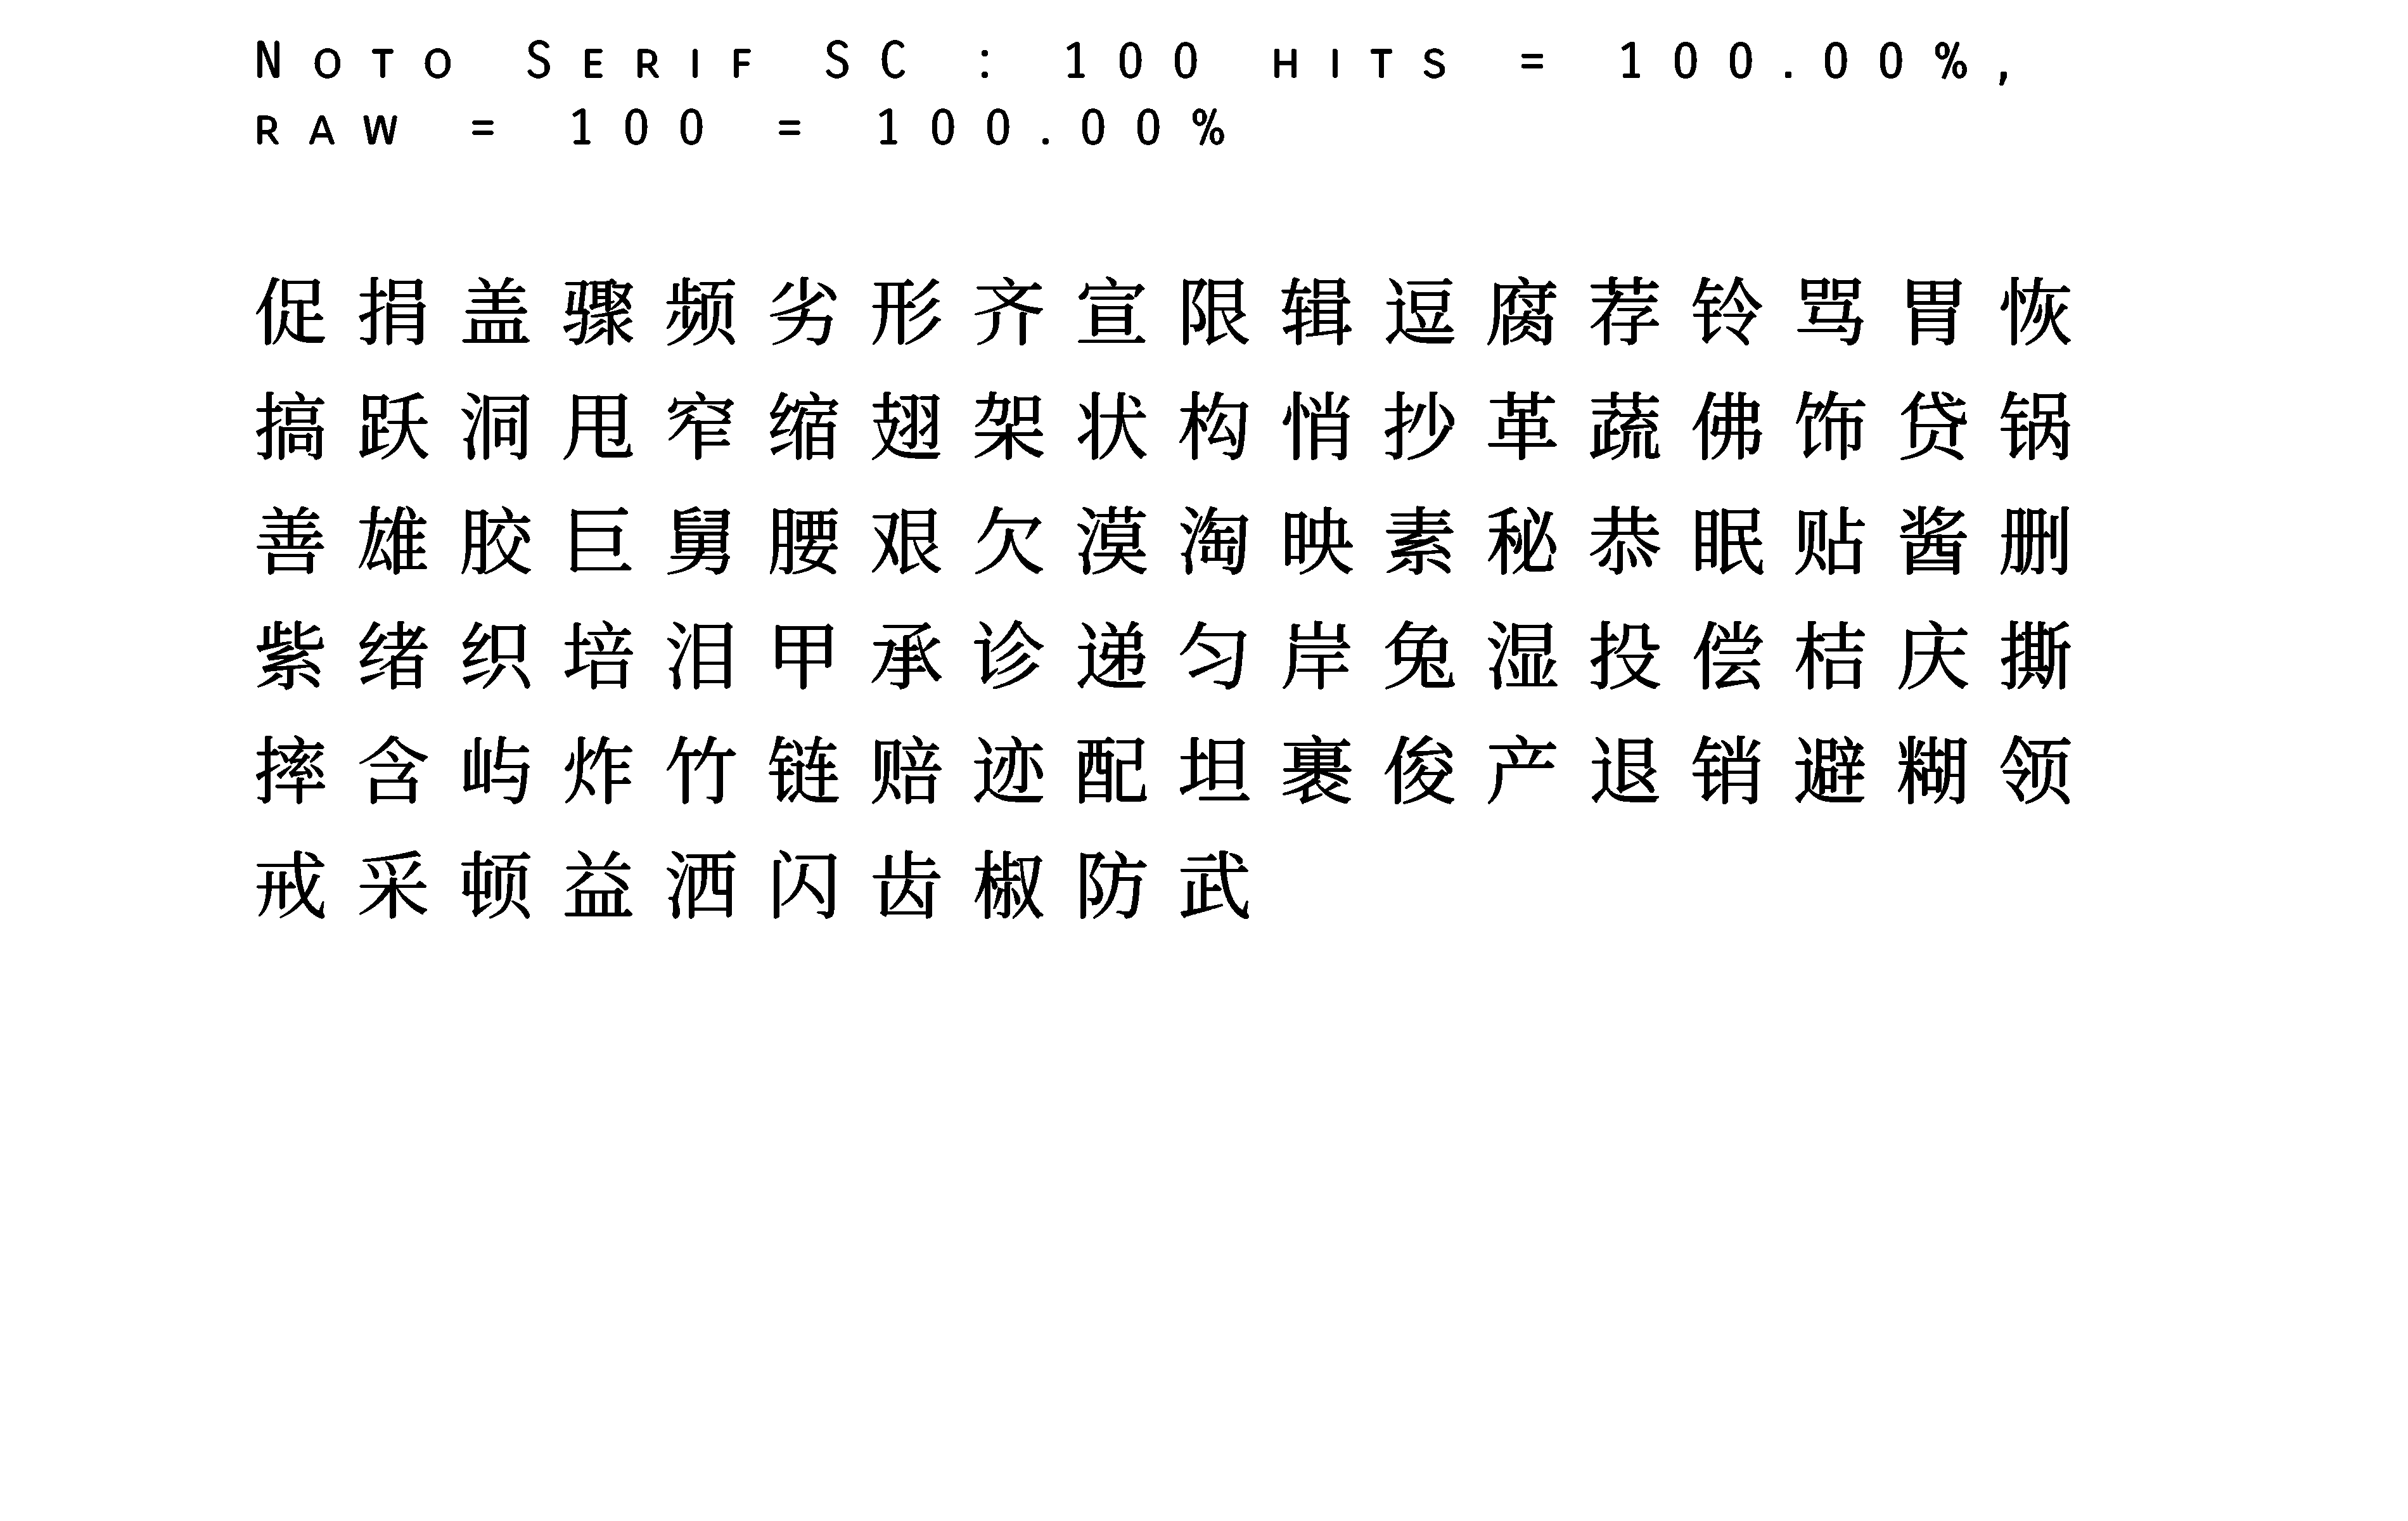 Noto Serif SC : 100 hits = 100.00%,
raw = 100 = 100.00%
促捐盖骤频劣形齐宣限辑逗腐荐铃骂胃恢
搞跃洞甩窄缩翅架状构悄抄革蔬佛饰贷锅
善雄胶巨舅腰艰欠漠淘映素秘恭眠贴酱删
紫绪织培泪甲承诊递匀岸兔湿投偿桔庆撕
摔含屿炸竹链赔迹配坦裹俊产退销避糊领
戒采顿益洒闪齿椒防武